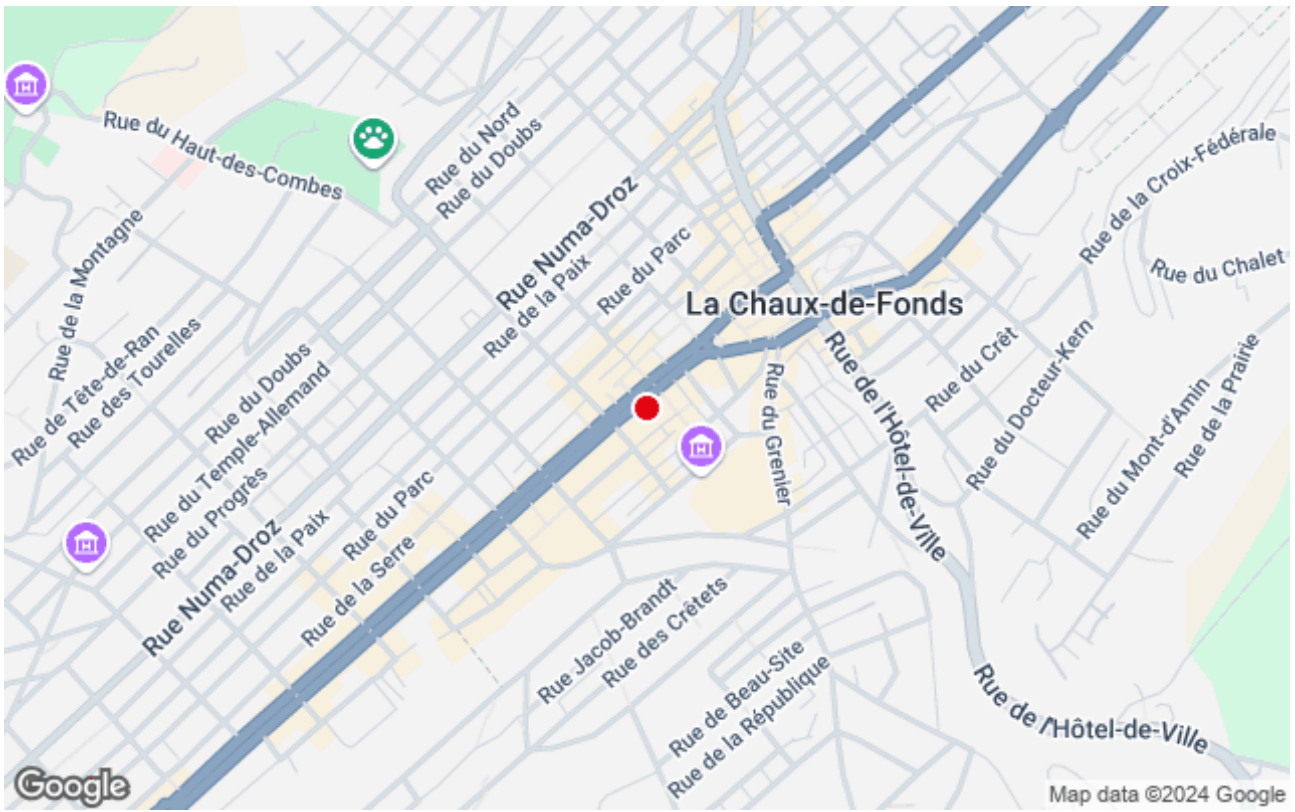 Rue du Haut-des-Combes
Rue du Nord
Rue du Doubs
Rue de la Croix-Fédérale
Rue du Chalet
Rue de la Montagne
Rue Numa-Droz
Rue de la Paix
Rue du Parc
La Chaux-de-Fonds
Rue de Tête-de-Ran
Rue des Tourelles
Rue du Doubs
Rue du Temple-Allemand
Rue du Progrès
Rue Numa-Droz
Rue de la Paix
Rue du Parc
Rue de la Serre
Rue du Grenier
Rue de l'Hôtel-de-Ville
Rue du Crêt
Rue du Docteur-Kern
Rue du Mont-d'Amin
Rue de la Prairie
Rue Jacob-Brandt
Rue des Crêtets
Rue de Beau-Site
Rue de la République
Rue de l'Hôtel-de-Ville
Google
Map data ©2024 Google